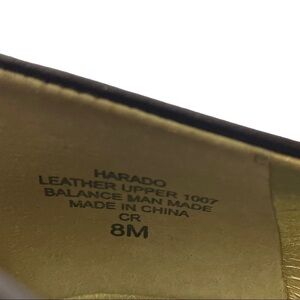 HARADO
LEATHER UPPER 1007
BALANCE MAN MADE
MADE IN CHINA
CR
8M